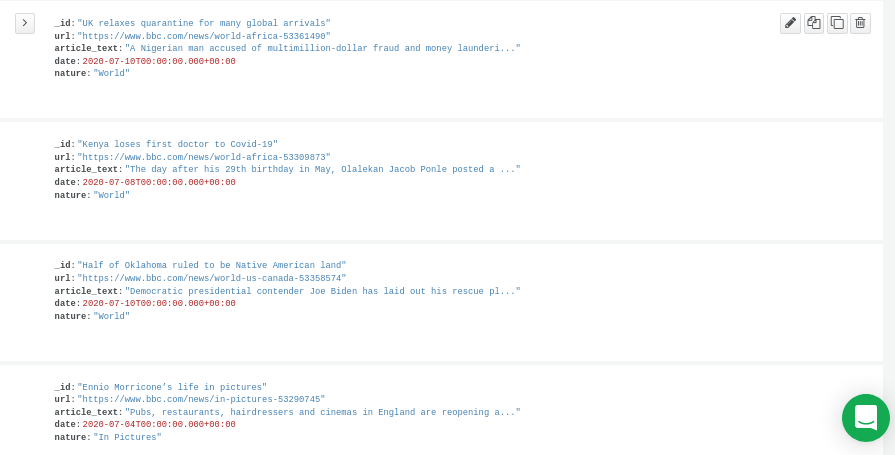 _id: "UK relaxes quarantine for many global arrivals"
url: "https://www.bbc.com/news/world-africa-53361490"
article_text: "A Nigerian man accused of multimillion-dollar fraud and money launderi..."
date: 2020-07-10T00:00:00.000+00:00
nature: "World"
_id: "Kenya loses first doctor to Covid-19"
url: "https://www.bbc.com/news/world-africa-53309873"
article_text: "The day after his 29th birthday in May, Olalekan Jacob Ponle posted a ..."
date: 2020-07-08T00:00:00.000+00:00
nature: "World"
_id: "Half of Oklahoma ruled to be Native American land"
url: "https://www.bbc.com/news/world-us-canada-53358574"
article_text: "Democratic presidential contender Joe Biden has laid out his rescue pl..."
date: 2020-07-10T00:00:00.000+00:00
nature: "World"
_id: "Ennio Morricone’s life in pictures"
url: "https://www.bbc.com/news/in-pictures-53290745"
article_text: "Pubs, restaurants, hairdressers and cinemas in England are reopening a..."
date: 2020-07-04T00:00:00.000+00:00
nature: "In Pictures"